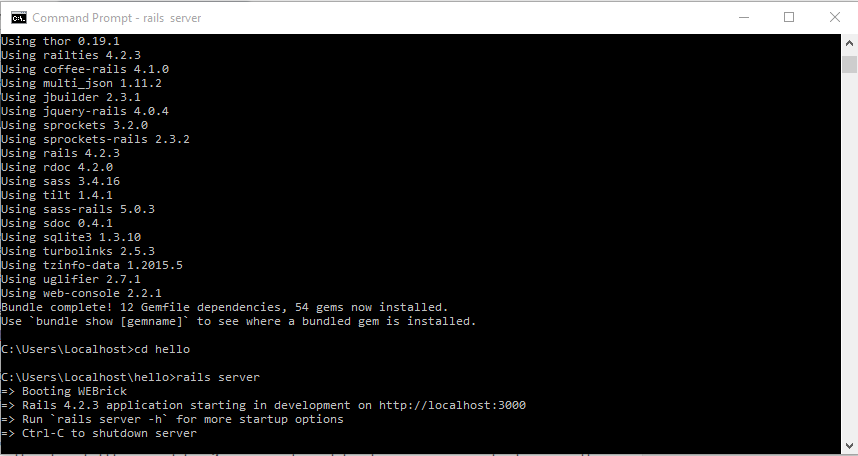 Command Prompt - rails  server
Using thor 0.19.1
Using railties 4.2.3
Using coffee-rails 4.1.0
Using multi_json 1.11.2
Using jbuilder 2.3.1
Using jquery-rails 4.0.4
Using sprockets 3.2.0
Using sprockets-rails 2.3.2
Using rails 4.2.3
Using rdoc 4.2.0
Using sass 3.4.16
Using tilt 1.4.1
Using sass-rails 5.0.3
Using sdoc 0.4.1
Using sqlite3 1.3.10
Using turbolinks 2.5.3
Using tzinfo-data 1.2015.5
Using uglifier 2.7.1
Using web-console 2.2.1
Bundle complete! 12 Gemfile dependencies, 54 gems now installed.
Use `bundle show [gemname]` to see where a bundled gem is installed.
C:\Users\Localhost>cd hello
C:\Users\Localhost\hello>rails server
=> Booting WEBrick
=> Rails 4.2.3 application starting in development on http://localhost:3000
=> Run `rails server -h` for more startup options
=> Ctrl-C to shutdown server